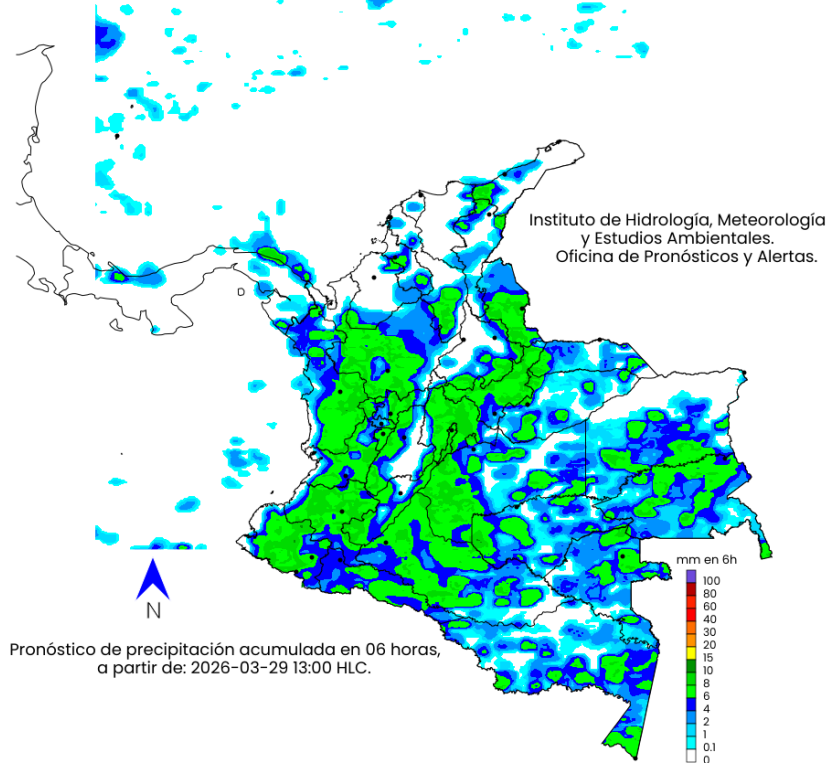 Instituto de Hidrología, Meteorología
y Estudios Ambientales.
Oficina de Pronósticos y Alertas.
D
mm en 6h
100
80
60
40
30
20
15
10
8
6
4
2
1
0.1
0
N
Pronóstico de precipitación acumulada en 06 horas,
a partir de: 2026-03-29 13:00 HLC.